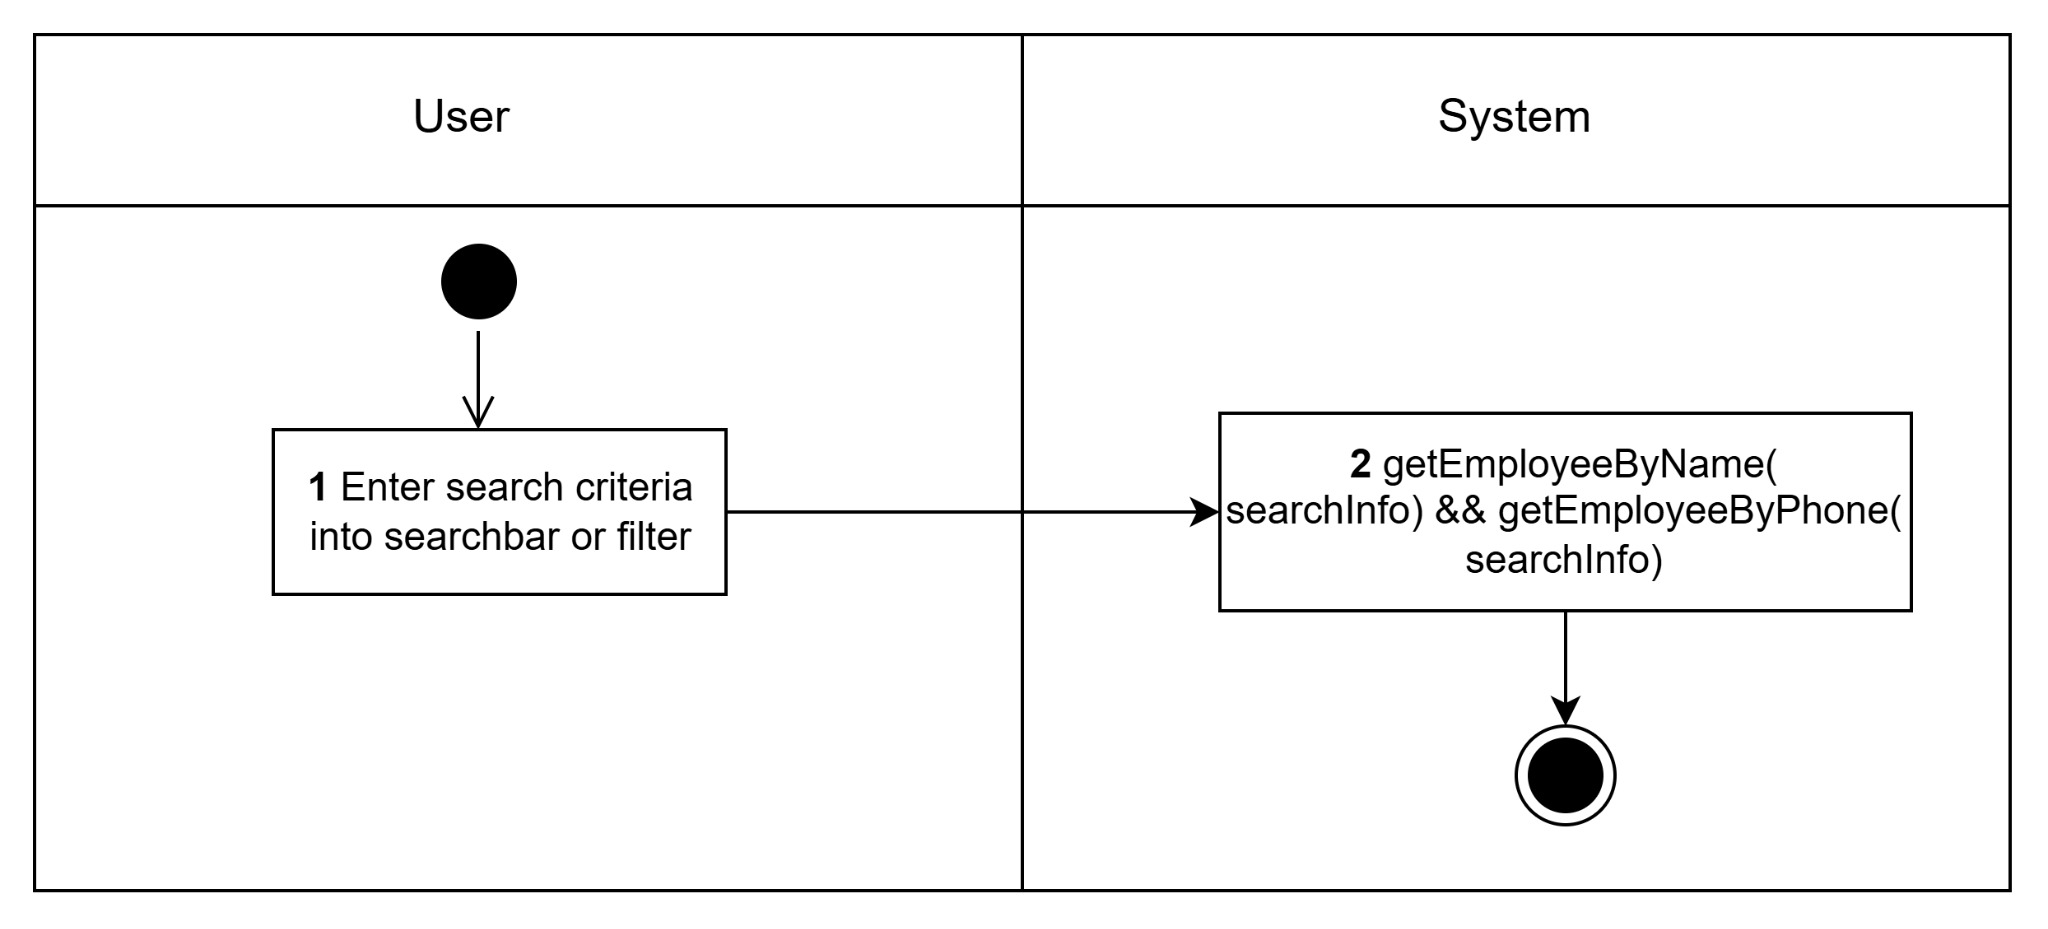 User
System
1 Enter search criteria
into searchbar or filter
2 getEmployeeByName(
searchInfo) && getEmployeeByPhone(
searchInfo)